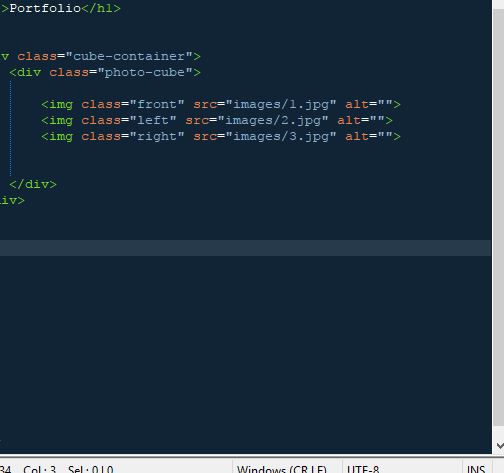 >Portfolio</h1>
v class="cube-container">
<div class="photo-cube">
<img class="front" src="images/1.jpg" alt="">
<img class="left" src="images/2.jpg" alt="">
<img class="right" src="images/3.jpg" alt="">
</div>
iv>
34 Col : 3 Sel : 0 | 0 Windows (CR LF) UTF-8 INS